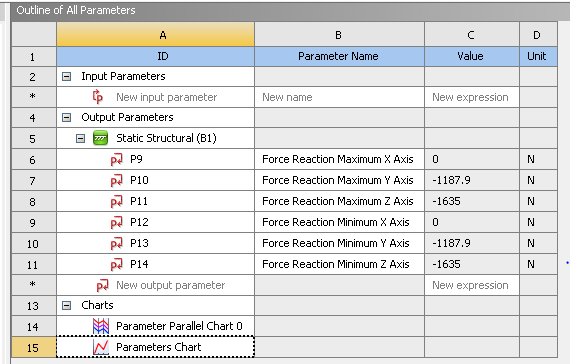 Outline of All Parameters
A B C D
1 ID Parameter Name Value Unit
2 Input Parameters
* New input parameter New name New expression
4 Output Parameters
5 Static Structural (B1)
6 P9 Force Reaction Maximum X Axis 0 N
7 P10 Force Reaction Maximum Y Axis -1187.9 N
8 P11 Force Reaction Maximum Z Axis -1635 N
9 P12 Force Reaction Minimum X Axis 0 N
10 P13 Force Reaction Minimum Y Axis -1187.9 N
11 P14 Force Reaction Minimum Z Axis -1635 N
* New output parameter New expression
13 Charts
14 Parameter Parallel Chart 0
15 Parameters Chart